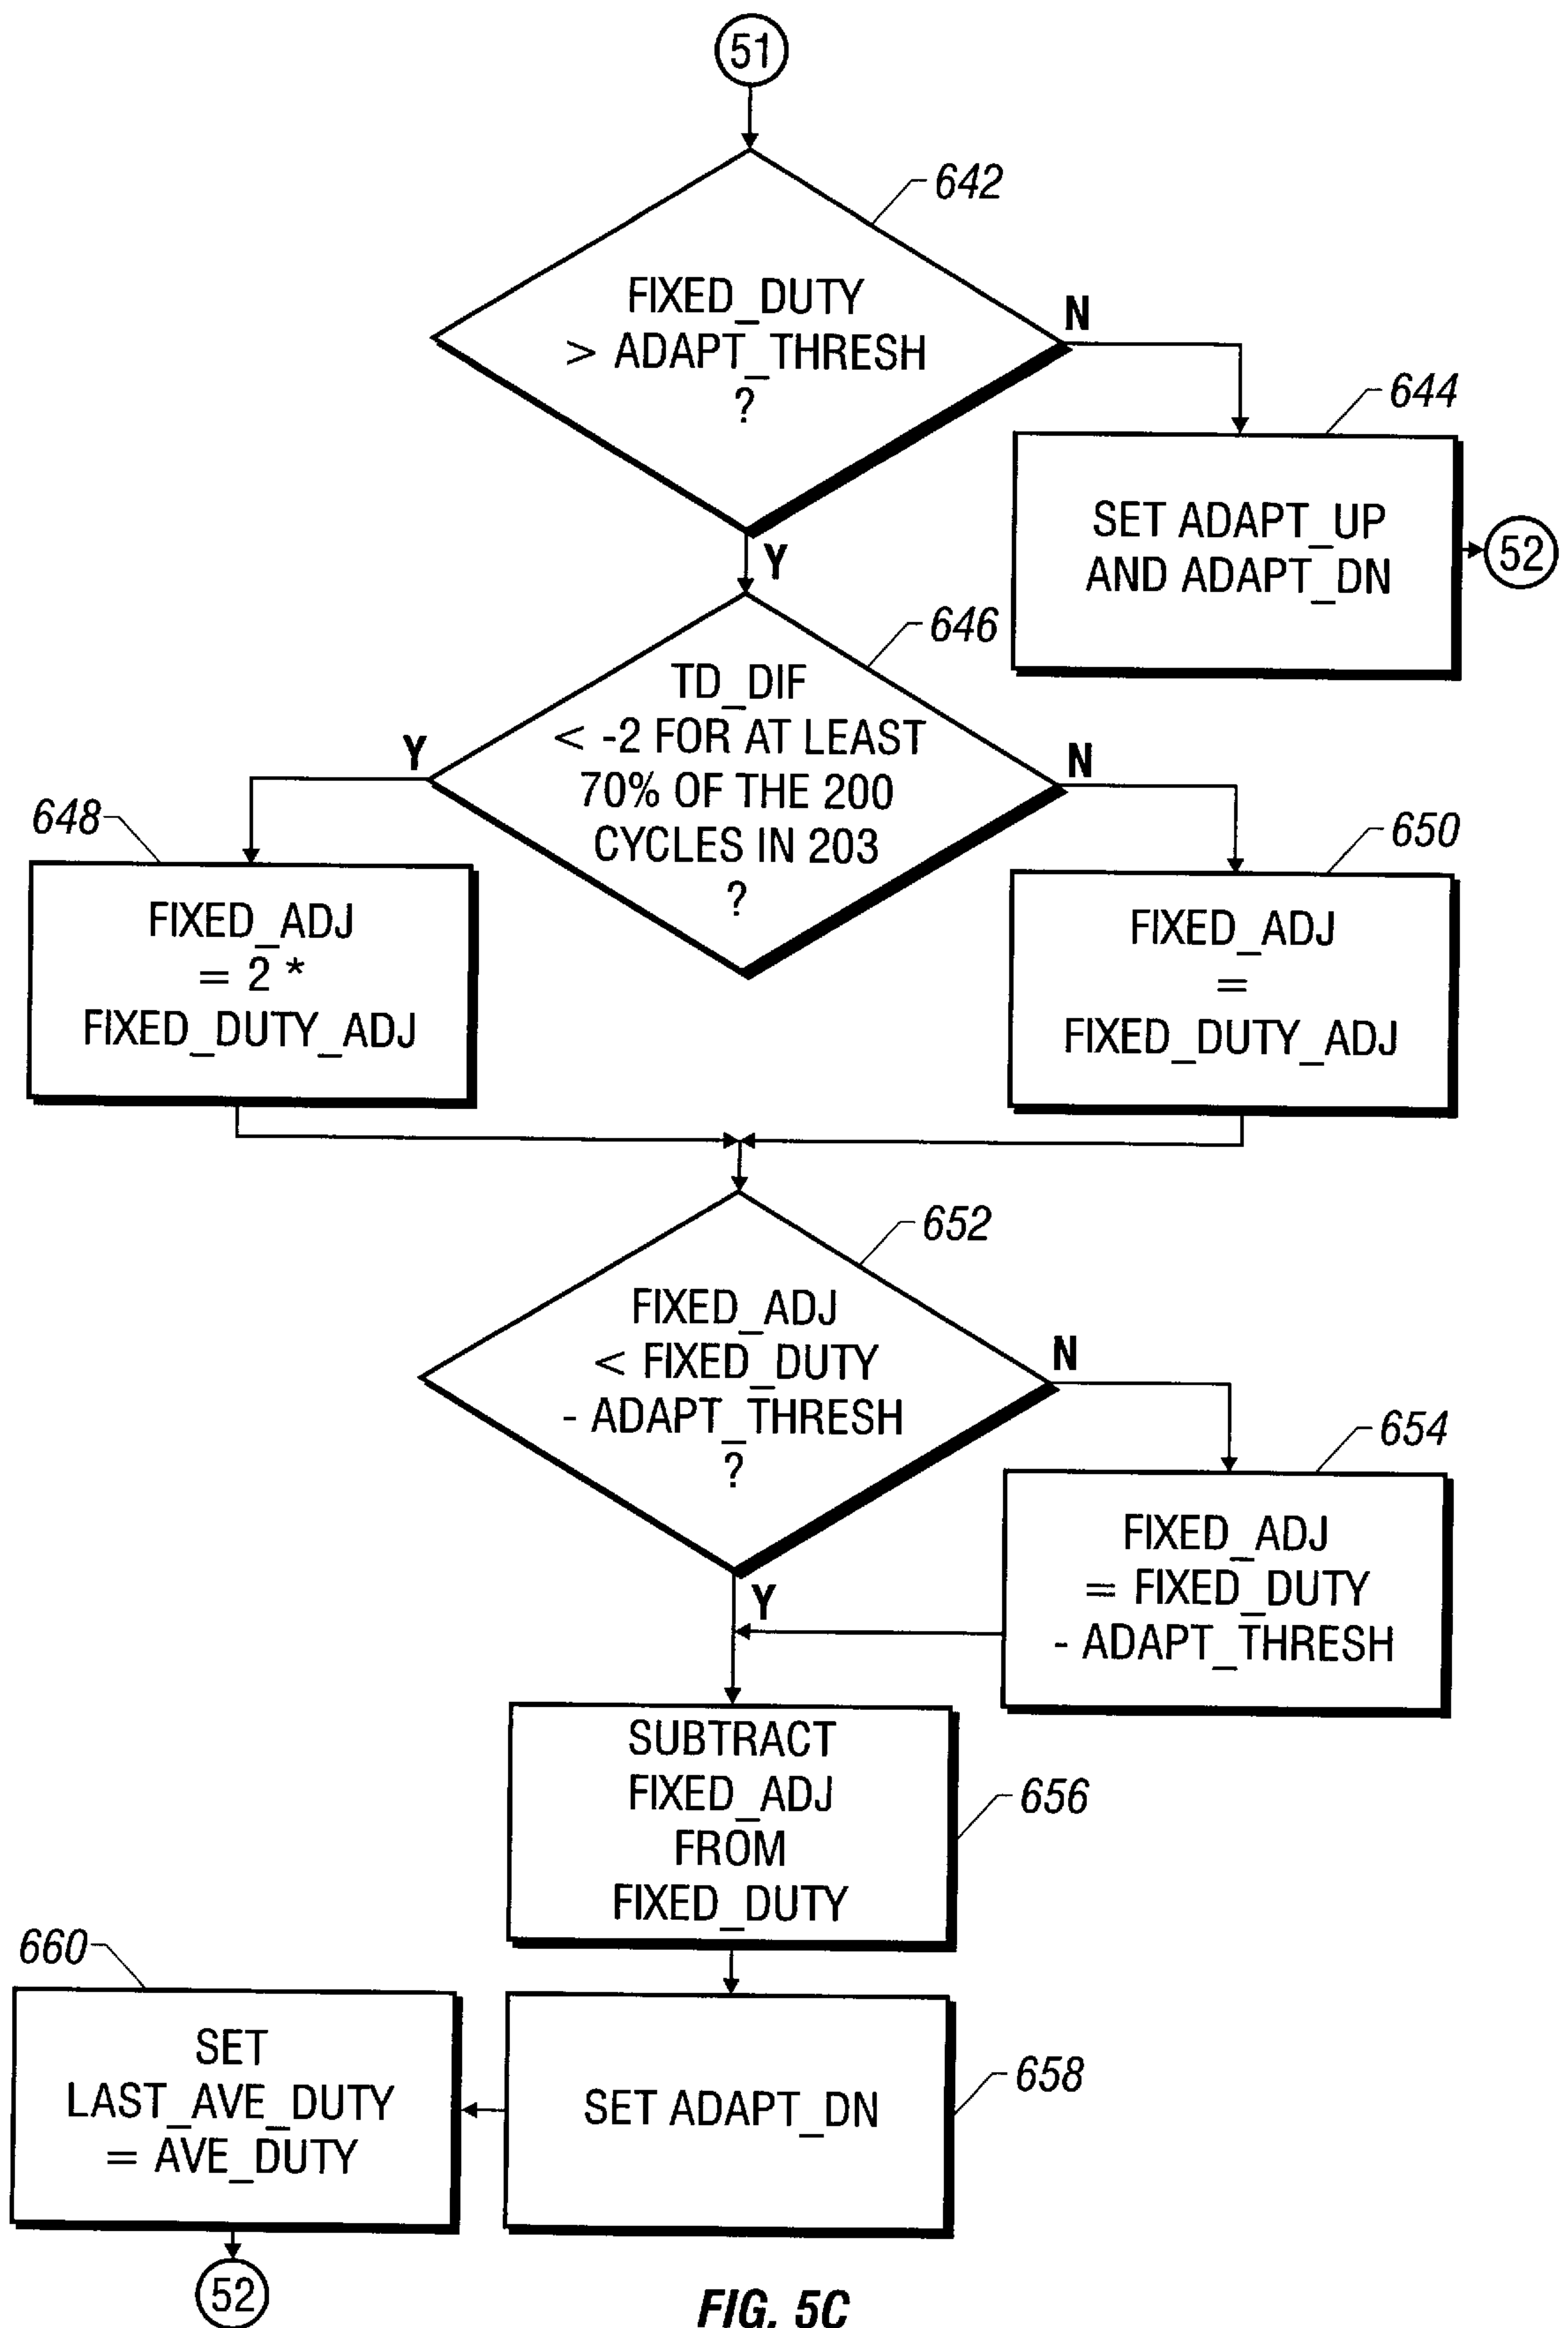 51
642
FIXED_DUTY
> ADAPT_THRESH
?
N
644
SET ADAPT_UP
AND ADAPT_DN
52
Y
646
TD_DIF
< -2 FOR AT LEAST
70% OF THE 200
CYCLES IN 203
?
Y
N
648
FIXED_ADJ
= 2 *
FIXED_DUTY_ADJ
650
FIXED_ADJ
=
FIXED_DUTY_ADJ
652
FIXED_ADJ
< FIXED_DUTY
- ADAPT_THRESH
?
N
654
FIXED_ADJ
= FIXED_DUTY
- ADAPT_THRESH
Y
SUBTRACT
FIXED_ADJ
FROM
FIXED_DUTY
656
660
SET
LAST_AVE_DUTY
= AVE_DUTY
SET ADAPT_DN
658
52
FIG. 5C